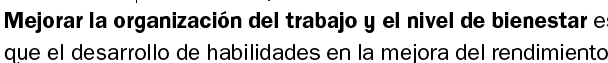 Mejorar la organización del trabajo y el nivel de bienestar
que el desarrollo de habilidades en la mejora del rendimiento